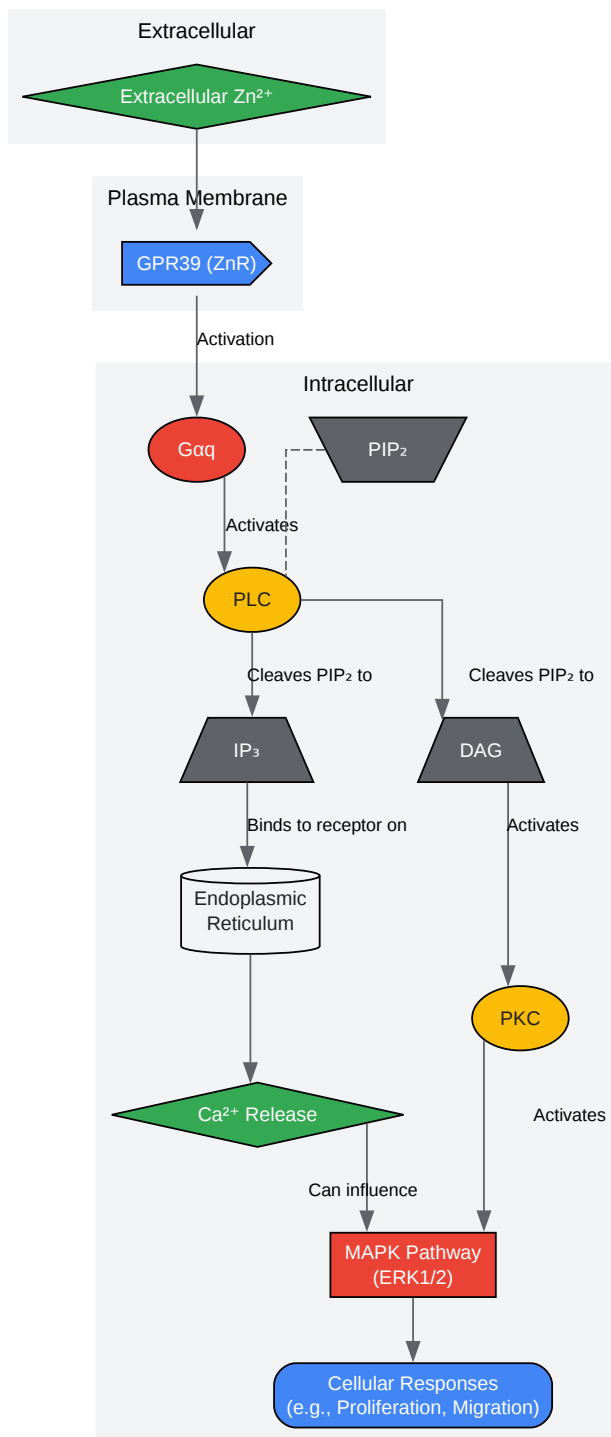 Extracellular
Extracellular Zn²⁺
Plasma Membrane
GPR39 (ZnR)
Activation
Intracellular
Gαq
PIP₂
Activates
PLC
Cleaves PIP₂ to
Cleaves PIP₂ to
IP₃
DAG
Binds to receptor on
Activates
Endoplasmic
Reticulum
PKC
Ca²⁺ Release
Activates
Can influence
MAPK Pathway
(ERK1/2)
Cellular Responses
(e.g., Proliferation, Migration)